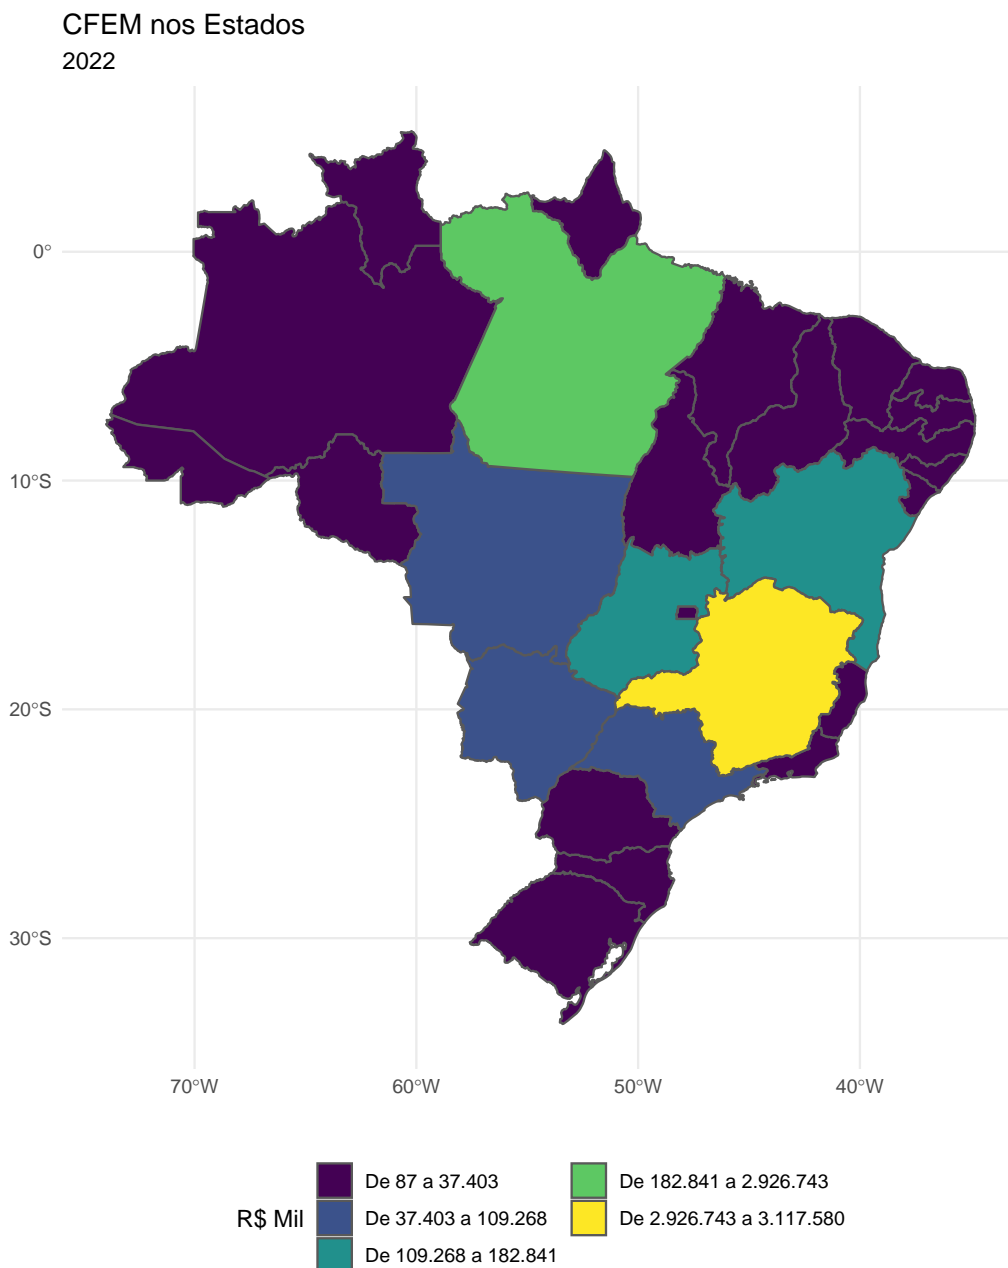 CFEM nos Estados
2022
0°
10°S
20°S
30°S
70°W
60°W
50°W
40°W
R$ Mil
De 87 a 37.403
De 37.403 a 109.268
De 109.268 a 182.841
De 182.841 a 2.926.743
De 2.926.743 a 3.117.580